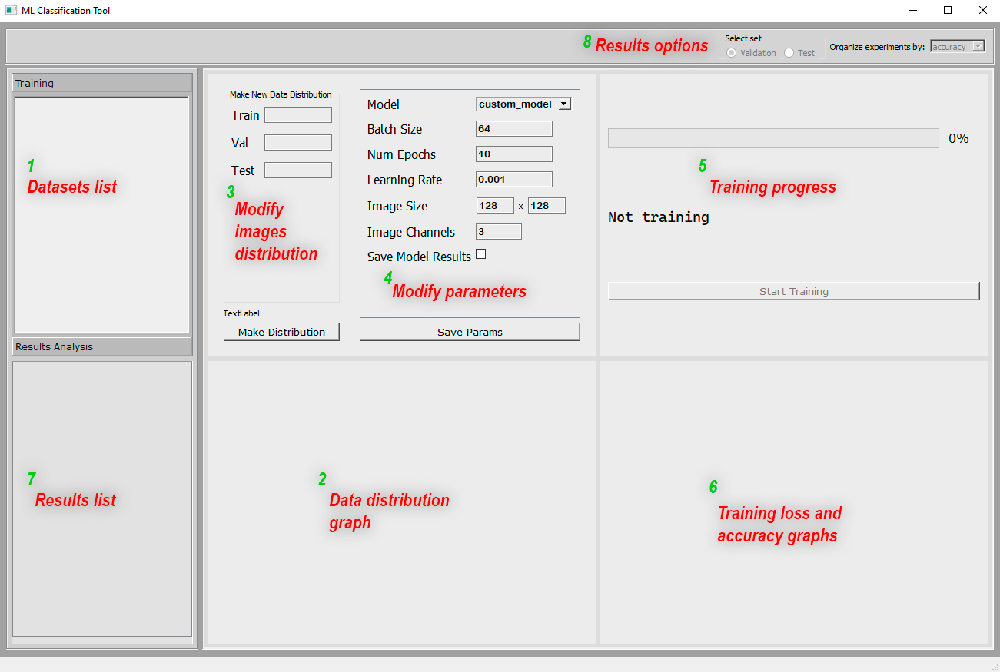 ML Classification Tool
8 Results options
Select set
Validation Test
Organize experiments by: accuracy
Training
1
Datasets list
Make New Data Distribution
Train
Val
Test
3
Modify
images
distribution
TextLabel
Make Distribution
Model custom_model
Batch Size 64
Num Epochs 10
Learning Rate 0.001
Image Size 128 x 128
Image Channels 3
Save Model Results
4
Modify parameters
Save Params
0%
5
Training progress
Not training
Start Training
Results Analysis
7
Results list
2
Data distribution
graph
6
Training loss and
accuracy graphs